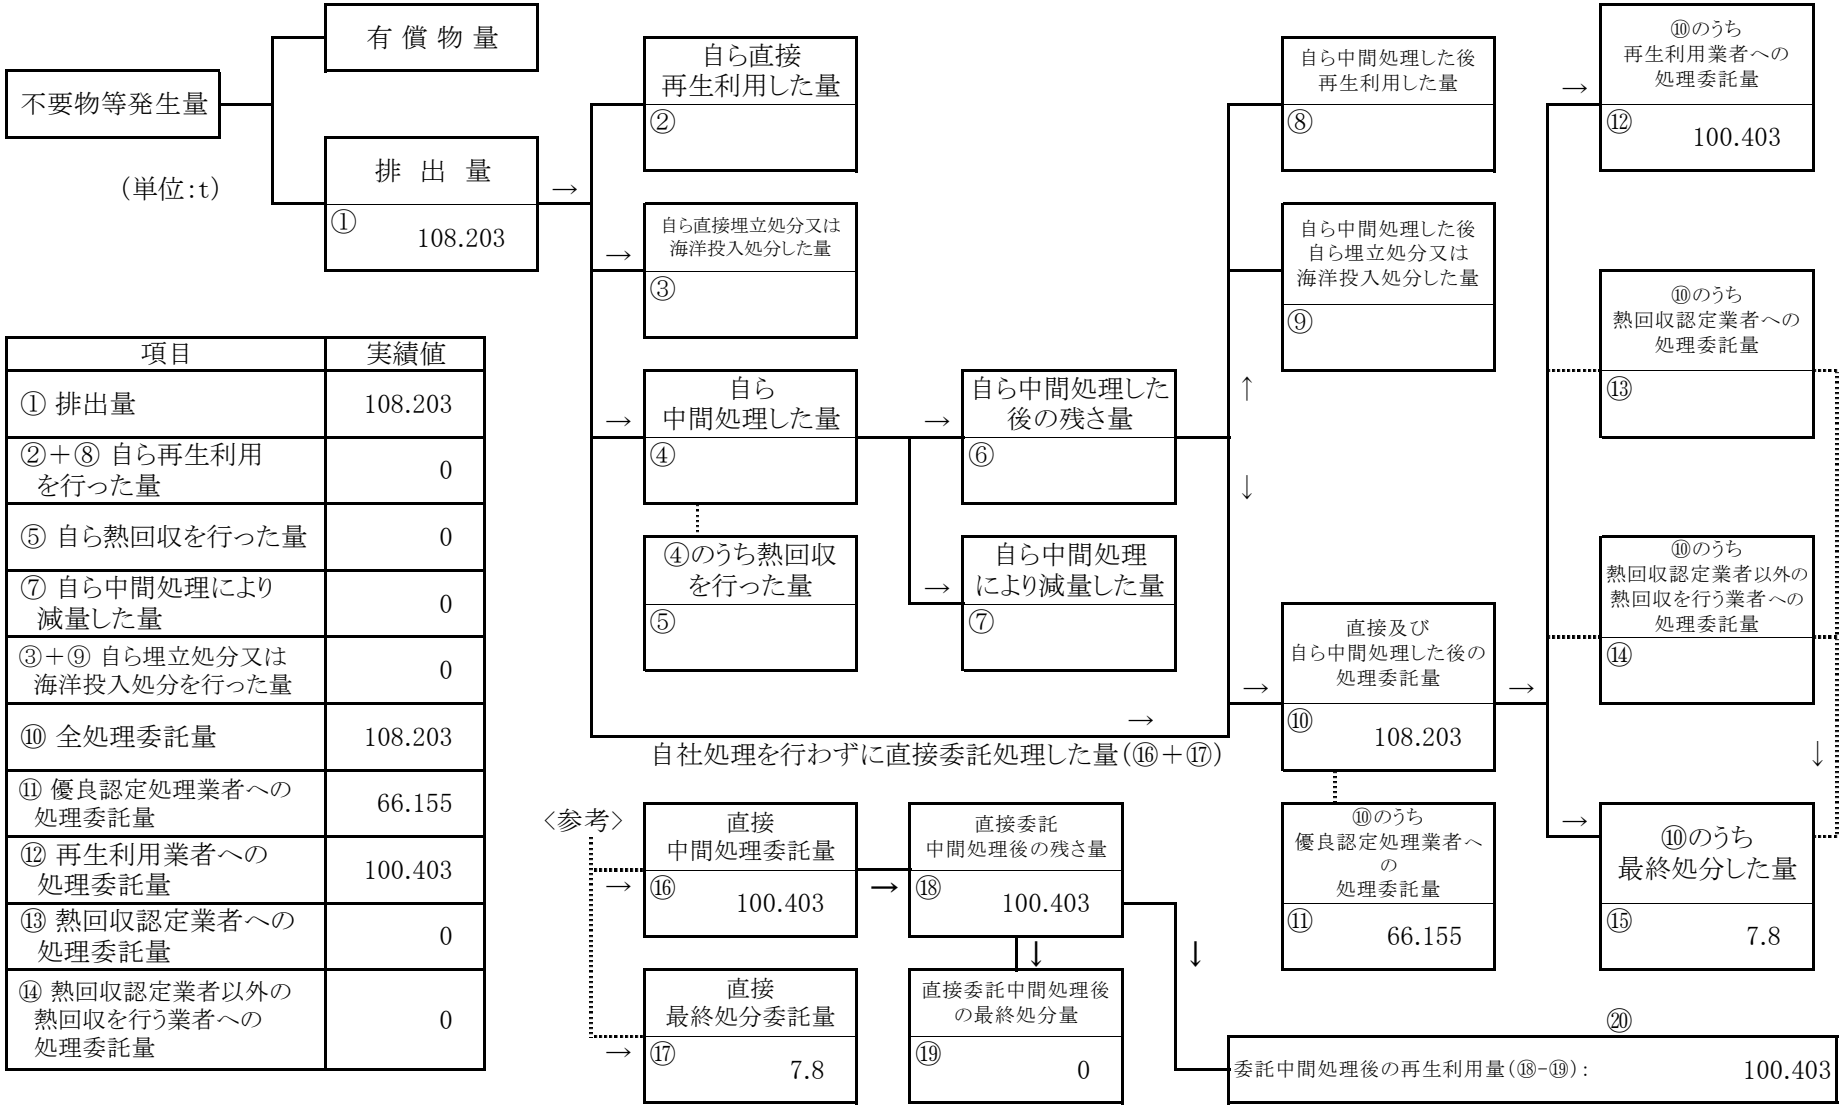 不要物等発生量
(単位:t)
有償物量
排出量
①
108.203
→
自ら直接
再生利用した量
②
→
自ら直接埋立処分又は
海洋投入処分した量
③
→
自ら
中間処理した量
④
④のうち熱回収
を行った量
⑤
→
自ら中間処理した
後の残さ量
⑥
→
自ら中間処理
により減量した量
⑦
→
自社処理を行わずに直接委託処理した量(⑯+⑰)
自ら中間処理した後
再生利用した量
⑧
自ら中間処理した後
自ら埋立処分又は
海洋投入処分した量
⑨
↑
↓
→
直接及び
自ら中間処理した後の
処理委託量
⑩
108.203
⑩のうち
優良認定処理業者へ
の
処理委託量
⑪
66.155
→
→
⑩のうち
再生利用業者への
処理委託量
⑫
100.403
⑩のうち
熱回収認定業者への
処理委託量
⑬
⑩のうち
熱回収認定業者以外の
熱回収を行う業者への
処理委託量
⑭
↓
→
⑩のうち
最終処分した量
⑮
7.8
項目 実績値
① 排出量 108.203
②+⑧ 自ら再生利用
を行った量 0
⑤ 自ら熱回収を行った量 0
⑦ 自ら中間処理により
減量した量 0
③+⑨ 自ら埋立処分又は
海洋投入処分を行った量 0
⑩ 全処理委託量 108.203
⑪ 優良認定処理業者への
処理委託量 66.155
⑫ 再生利用業者への
処理委託量 100.403
⑬ 熱回収認定業者への
処理委託量 0
⑭ 熱回収認定業者以外の
熱回収を行う業者への
処理委託量 0
<参考>
→
直接
中間処理委託量
⑯
100.403
→
直接委託
中間処理後の残さ量
⑱
100.403
↓
↓
→
直接
最終処分委託量
⑰
7.8
直接委託中間処理後
の最終処分量
⑲
0
⑳
委託中間処理後の再生利用量(⑱-⑲): 100.403